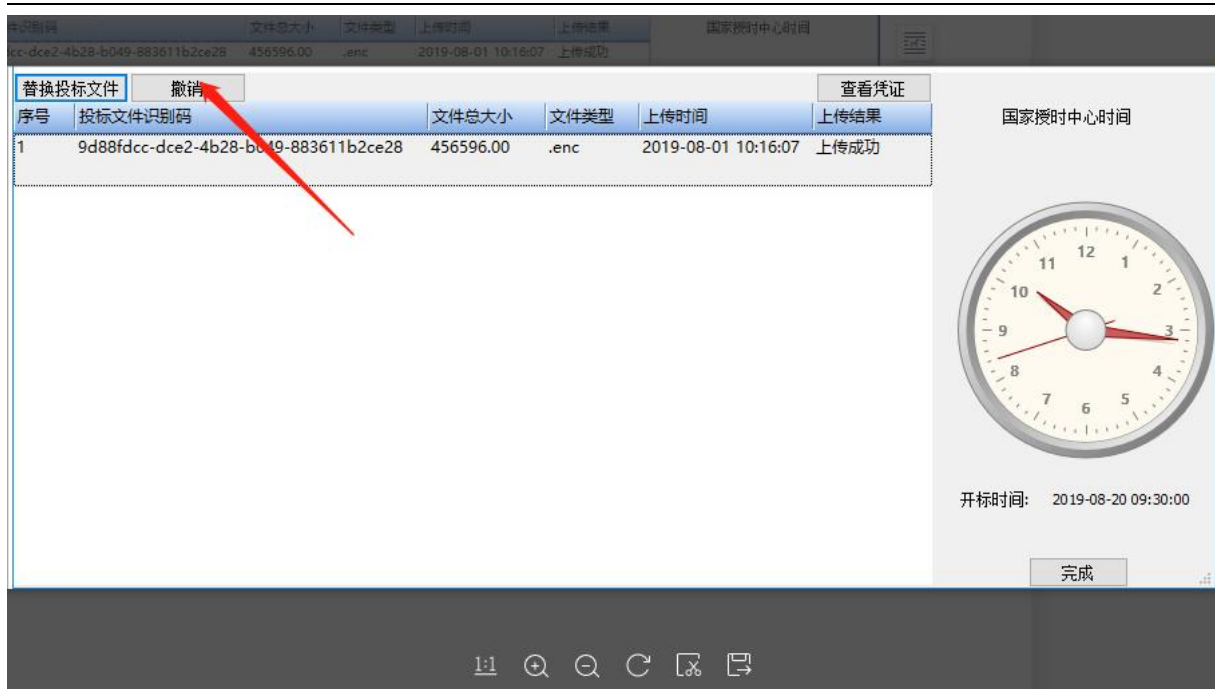 件识别码 文件总大小 文件类型 上传时间 上传结果 国家授时中心时间
cc-dce2-4b28-b049-883611b2ce28 456596.00 .enc 2019-08-01 10:16:07 上传成功
替换投标文件 撤销 查看凭证
序号 投标文件识别码 文件总大小 文件类型 上传时间 上传结果
1 9d88fdcc-dce2-4b28-b049-883611b2ce28 456596.00 .enc 2019-08-01 10:16:07 上传成功
国家授时中心时间
12
11 1
10 2
9 3
8 4
7 5
6
开标时间: 2019-08-20 09:30:00
完成
1:1